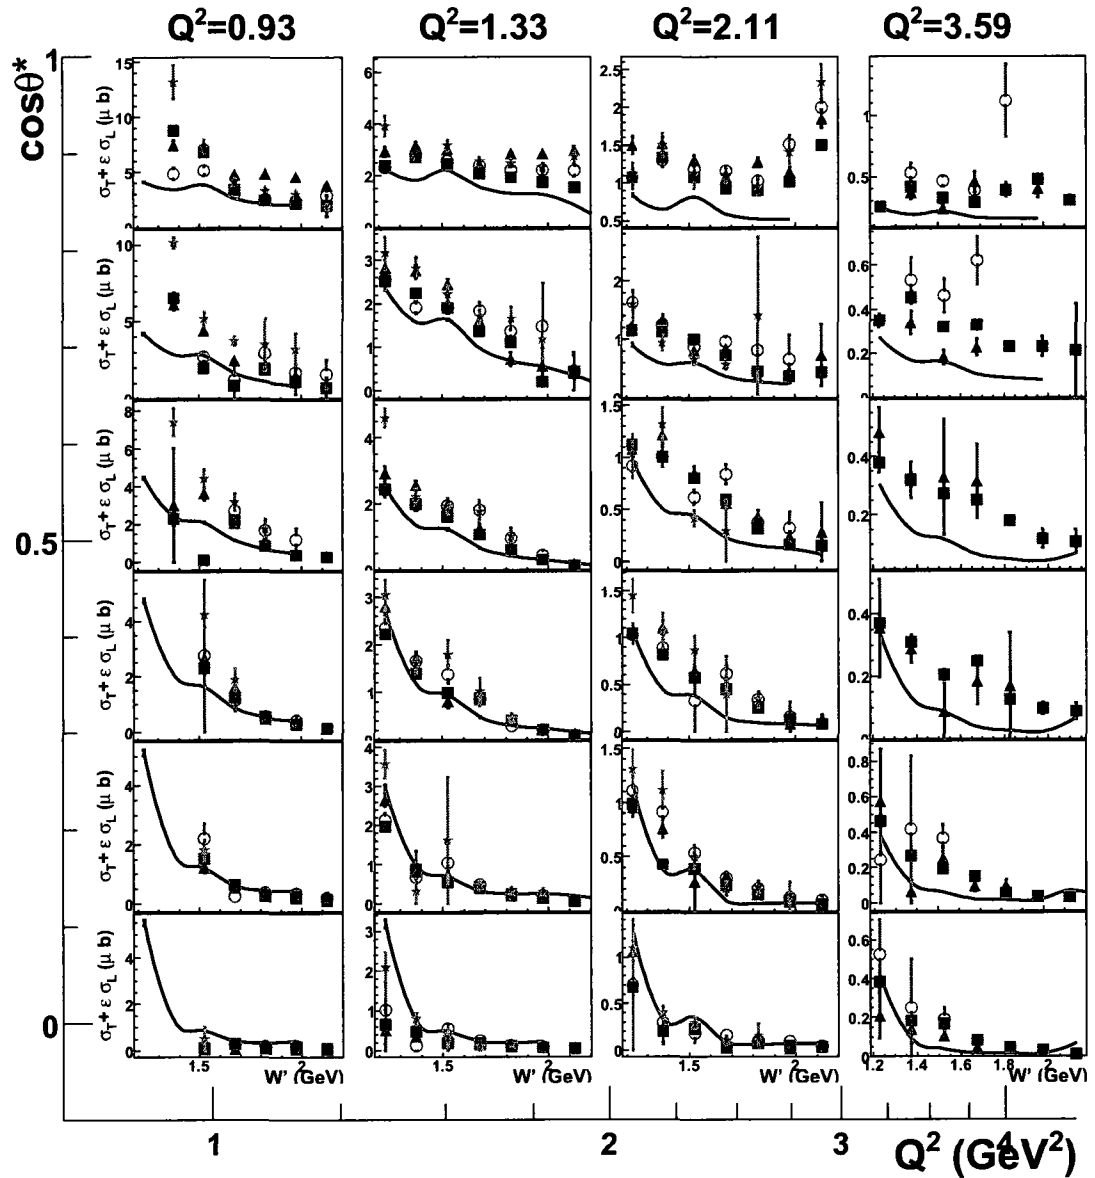 Q²=0.93 Q²=1.33 Q²=2.11 Q²=3.59
cosθ*
1
0.5
0
σT+ ε σL (μ b) 15 10 5 0
6 4 2 0
2.5 2 1.5 1 0.5
1 0.5
σT+ ε σL (μ b) 10 5 0
3 2 1 0
2 1 0
0.6 0.4 0.2 0
σT+ ε σL (μ b) 8 6 4 2 0
4 2 0
1.5 1 0.5 0
0.4 0.2
σT+ ε σL (μ b) 4 2 0
3 2 1 0
1.5 1 0.5 0
0.4 0.2 0
σT+ ε σL (μ b) 4 2 0
4 3 2 1 0
1.5 1 0.5 0
0.8 0.6 0.4 0.2 0
σT+ ε σL (μ b) 4 2 0
3 2 1 0
1 0.5 0
0.6 0.4 0.2 0
1.5 2 1.5 2 1.5 2 1.2 1.4 1.6 1.8 2
W' (GeV) W' (GeV) W' (GeV) W' (GeV)
1 2 3 4
Q² (GeV²)